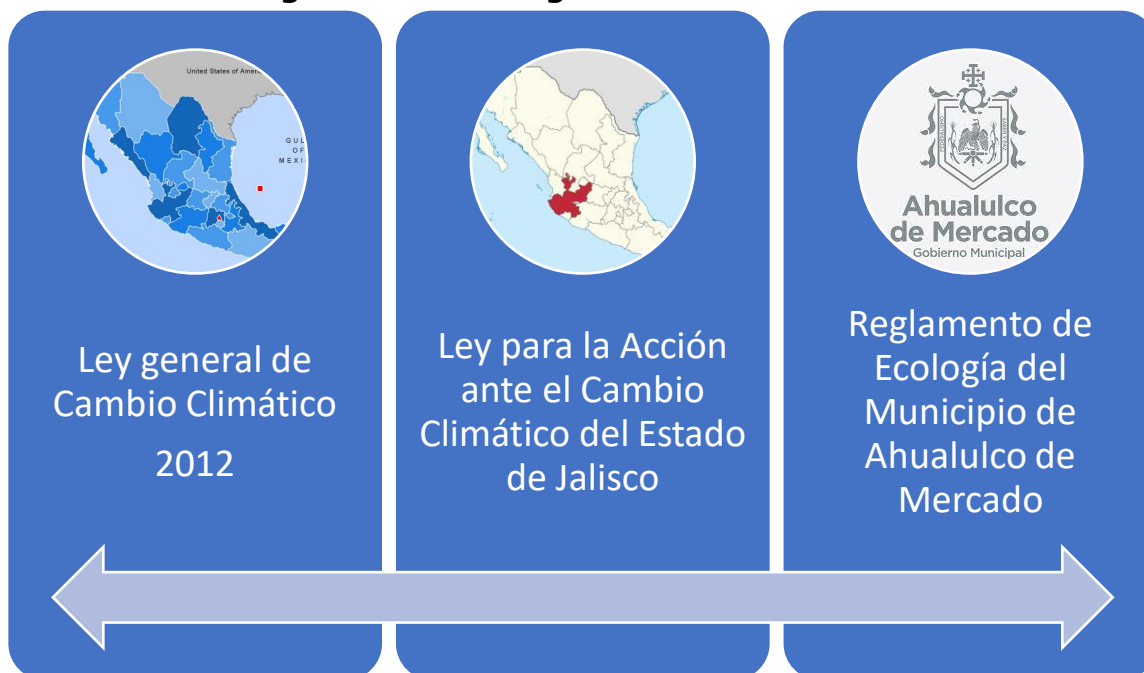 United States of Amer
GUL
OF
MEXI
Ley general de
Cambio Climático
2012
Ley para la Acción
ante el Cambio
Climático del Estado
de Jalisco
Ahualulco
de Mercado
Gobierno Municipal
Reglamento de
Ecología del
Municipio de
Ahualulco de
Mercado